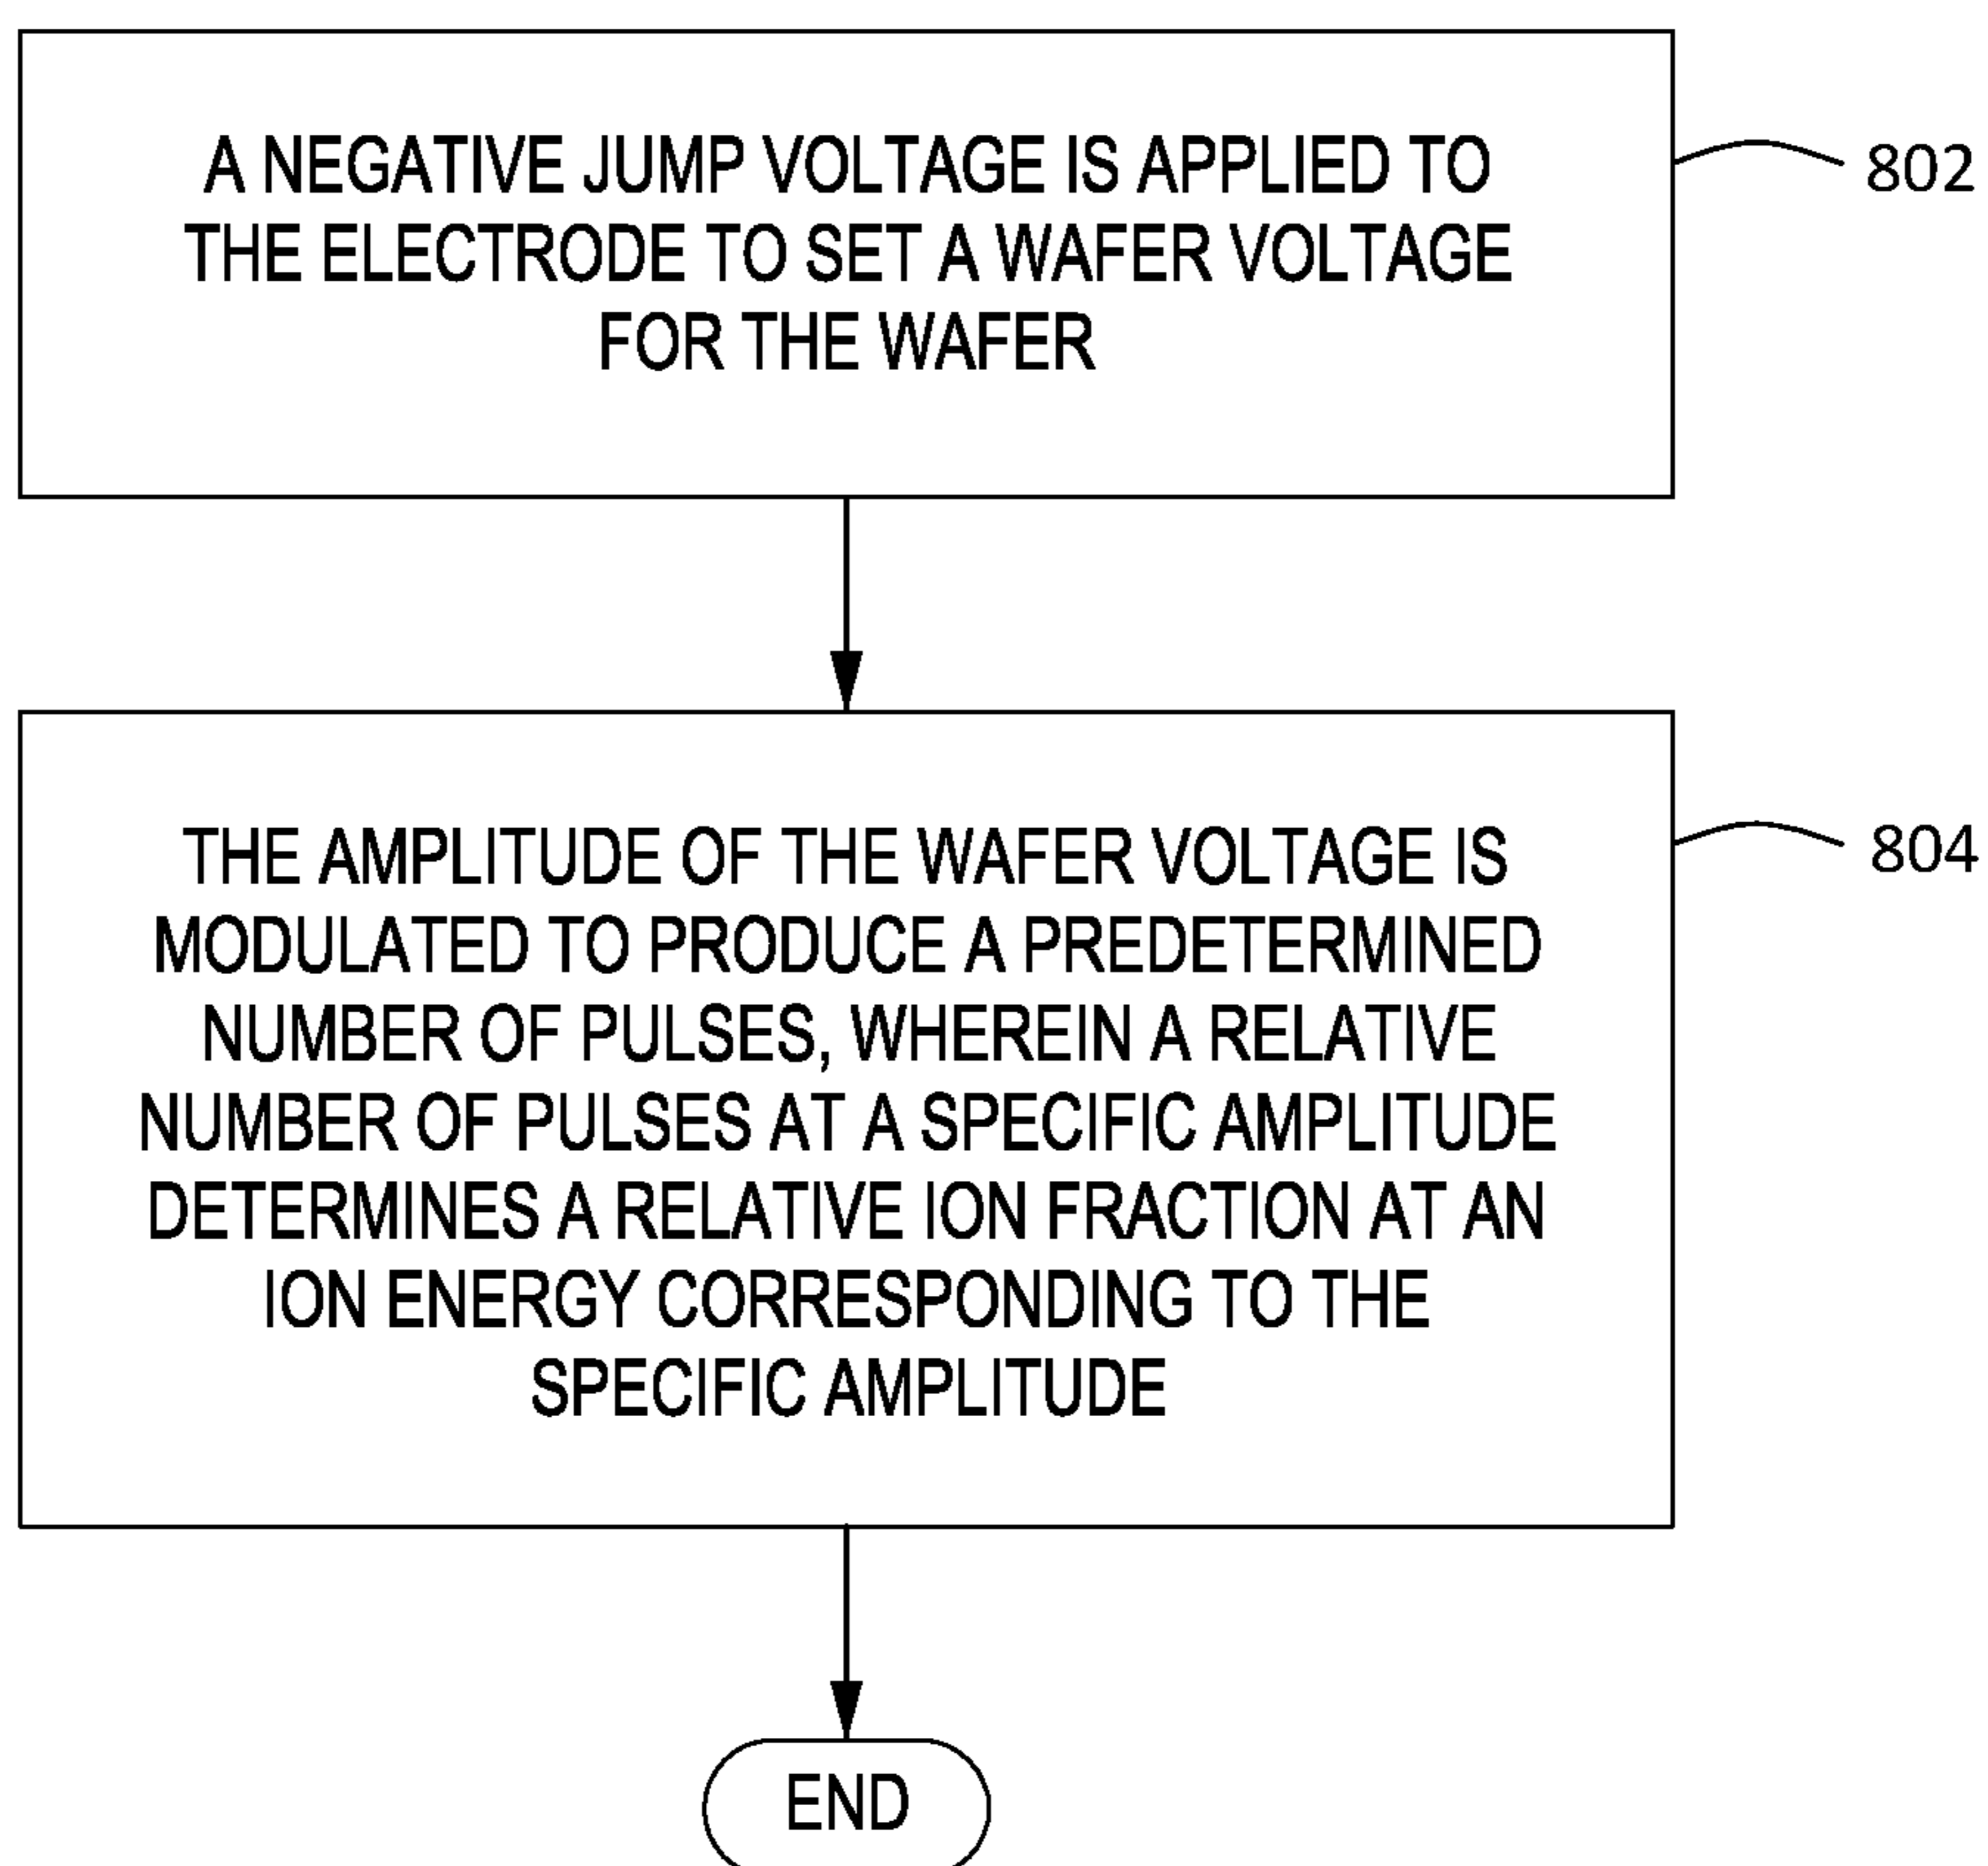 A NEGATIVE JUMP VOLTAGE IS APPLIED TO
THE ELECTRODE TO SET A WAFER VOLTAGE
FOR THE WAFER
802
THE AMPLITUDE OF THE WAFER VOLTAGE IS
MODULATED TO PRODUCE A PREDETERMINED
NUMBER OF PULSES, WHEREIN A RELATIVE
NUMBER OF PULSES AT A SPECIFIC AMPLITUDE
DETERMINES A RELATIVE ION FRACTION AT AN
ION ENERGY CORRESPONDING TO THE
SPECIFIC AMPLITUDE
804
END